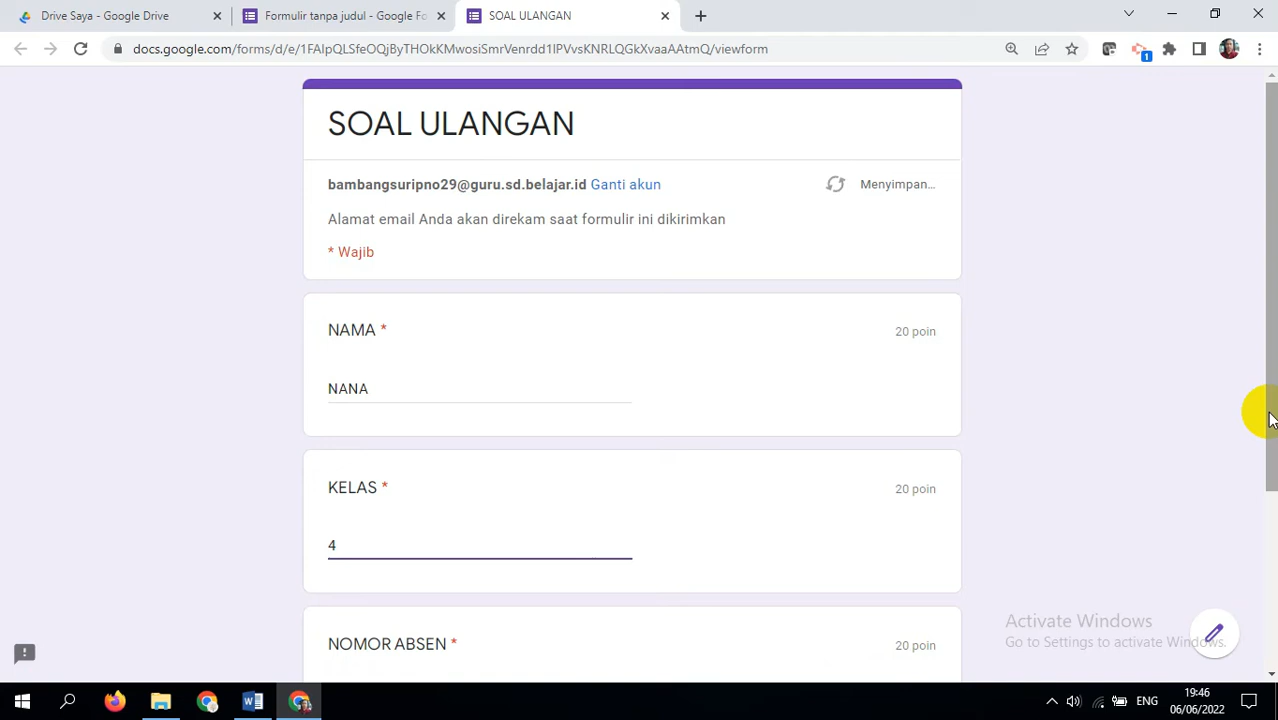 Drive Saya - Google Drive
Formulir tanpa judul - Google Fo
SOAL ULANGAN
docs.google.com/forms/d/e/1FAIpQLSfeOQjByTHOkKMwosiSmrVenrdd1IPVvsKNRLQGkXvaaAAtmQ/viewform
1
SOAL ULANGAN
bambangsuripno29@guru.sd.belajar.id Ganti akun
Menyimpan...
Alamat email Anda akan direkam saat formulir ini dikirimkan
* Wajib
NAMA *
20 poin
NANA
KELAS *
20 poin
4
NOMOR ABSEN *
20 poin
Activate Windows
Go to Settings to activate Windows.
ENG
19:46
06/06/2022